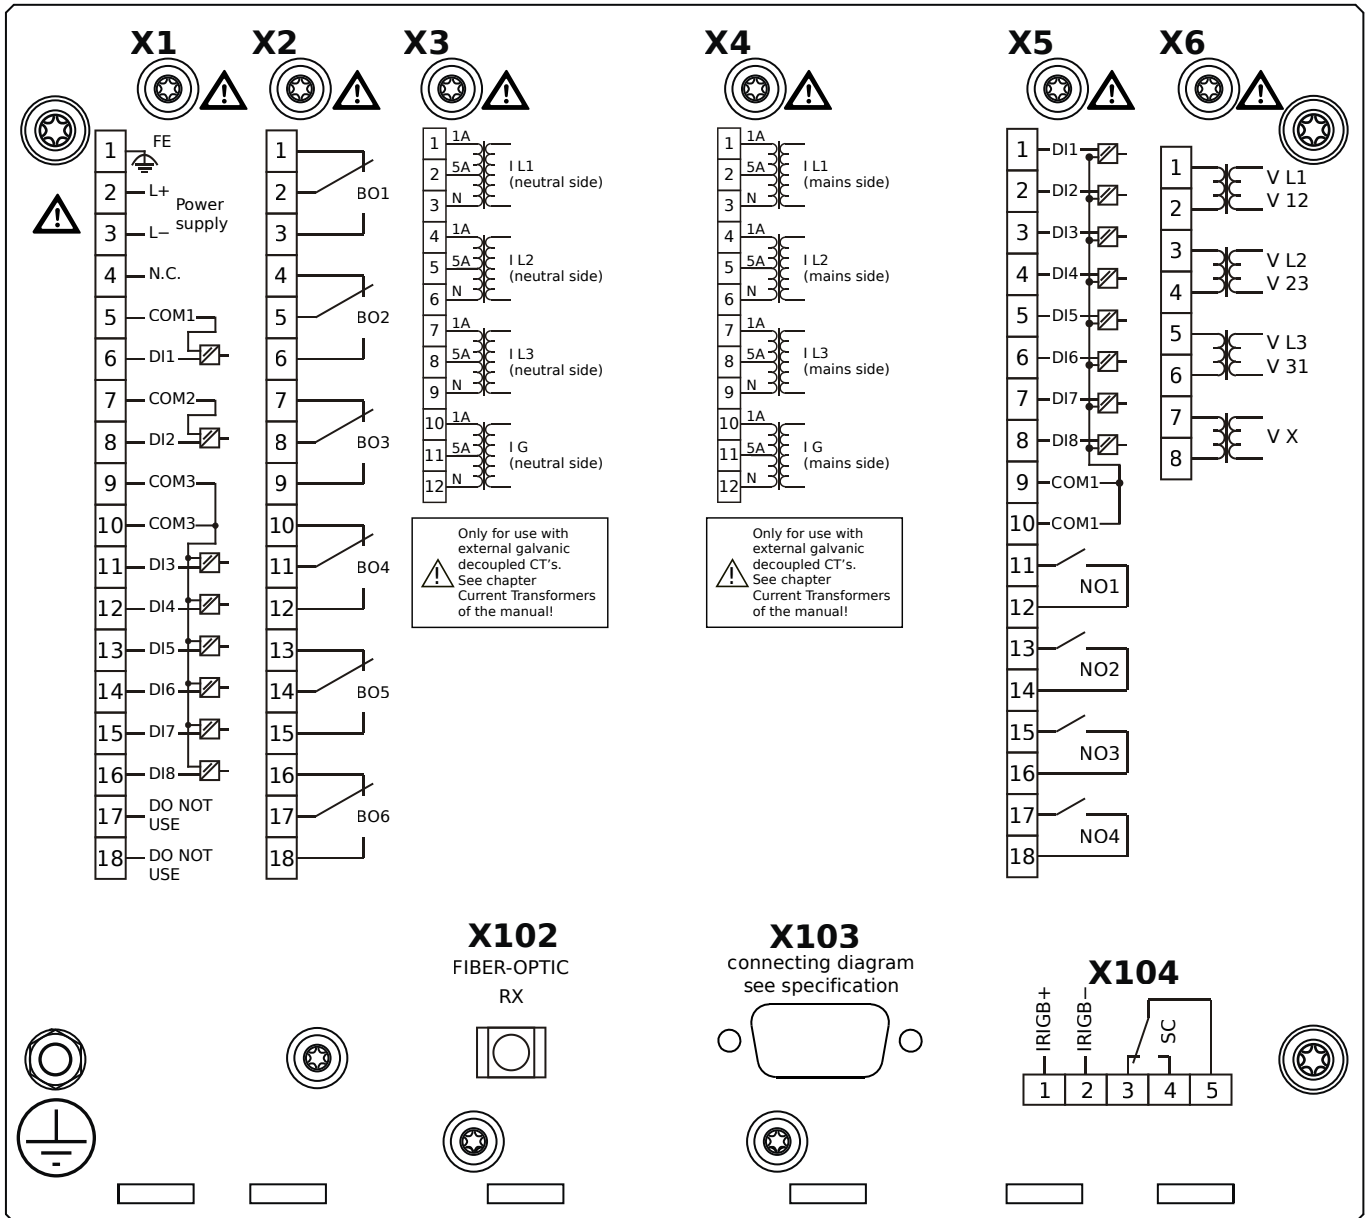 X1
X2
X3
X4
X5
X6
1
FE
2
L+
Power
supply
3
L−
4
N.C.
5
COM1
6
DI1
7
COM2
8
DI2
9
COM3
10
COM3
11
DI3
12
DI4
13
DI5
14
DI6
15
DI7
16
DI8
17
DO NOT
USE
18
DO NOT
USE
1
2
BO1
3
4
5
BO2
6
7
8
BO3
9
10
11
BO4
12
13
14
BO5
15
16
17
BO6
18
1
1A
2
5A
3
N
I L1
(neutral side)
4
1A
5
5A
6
N
I L2
(neutral side)
7
1A
8
5A
9
N
I L3
(neutral side)
10
1A
11
5A
12
N
I G
(neutral side)
Only for use with
external galvanic
decoupled CT's.
See chapter
Current Transformers
of the manual!
1
1A
2
5A
3
N
I L1
(mains side)
4
1A
5
5A
6
N
I L2
(mains side)
7
1A
8
5A
9
N
I L3
(mains side)
10
1A
11
5A
12
N
I G
(mains side)
Only for use with
external galvanic
decoupled CT's.
See chapter
Current Transformers
of the manual!
1
DI1
2
DI2
3
DI3
4
DI4
5
DI5
6
DI6
7
DI7
8
DI8
9
COM1
10
COM1
11
NO1
12
13
NO2
14
15
NO3
16
17
NO4
18
1
V L1
2
V 12
3
V L2
4
V 23
5
V L3
6
V 31
7
V X
8
X102
FIBER-OPTIC
RX
X103
connecting diagram
see specification
X104
IRIGB+
IRIGB−
SC
1
2
3
4
5